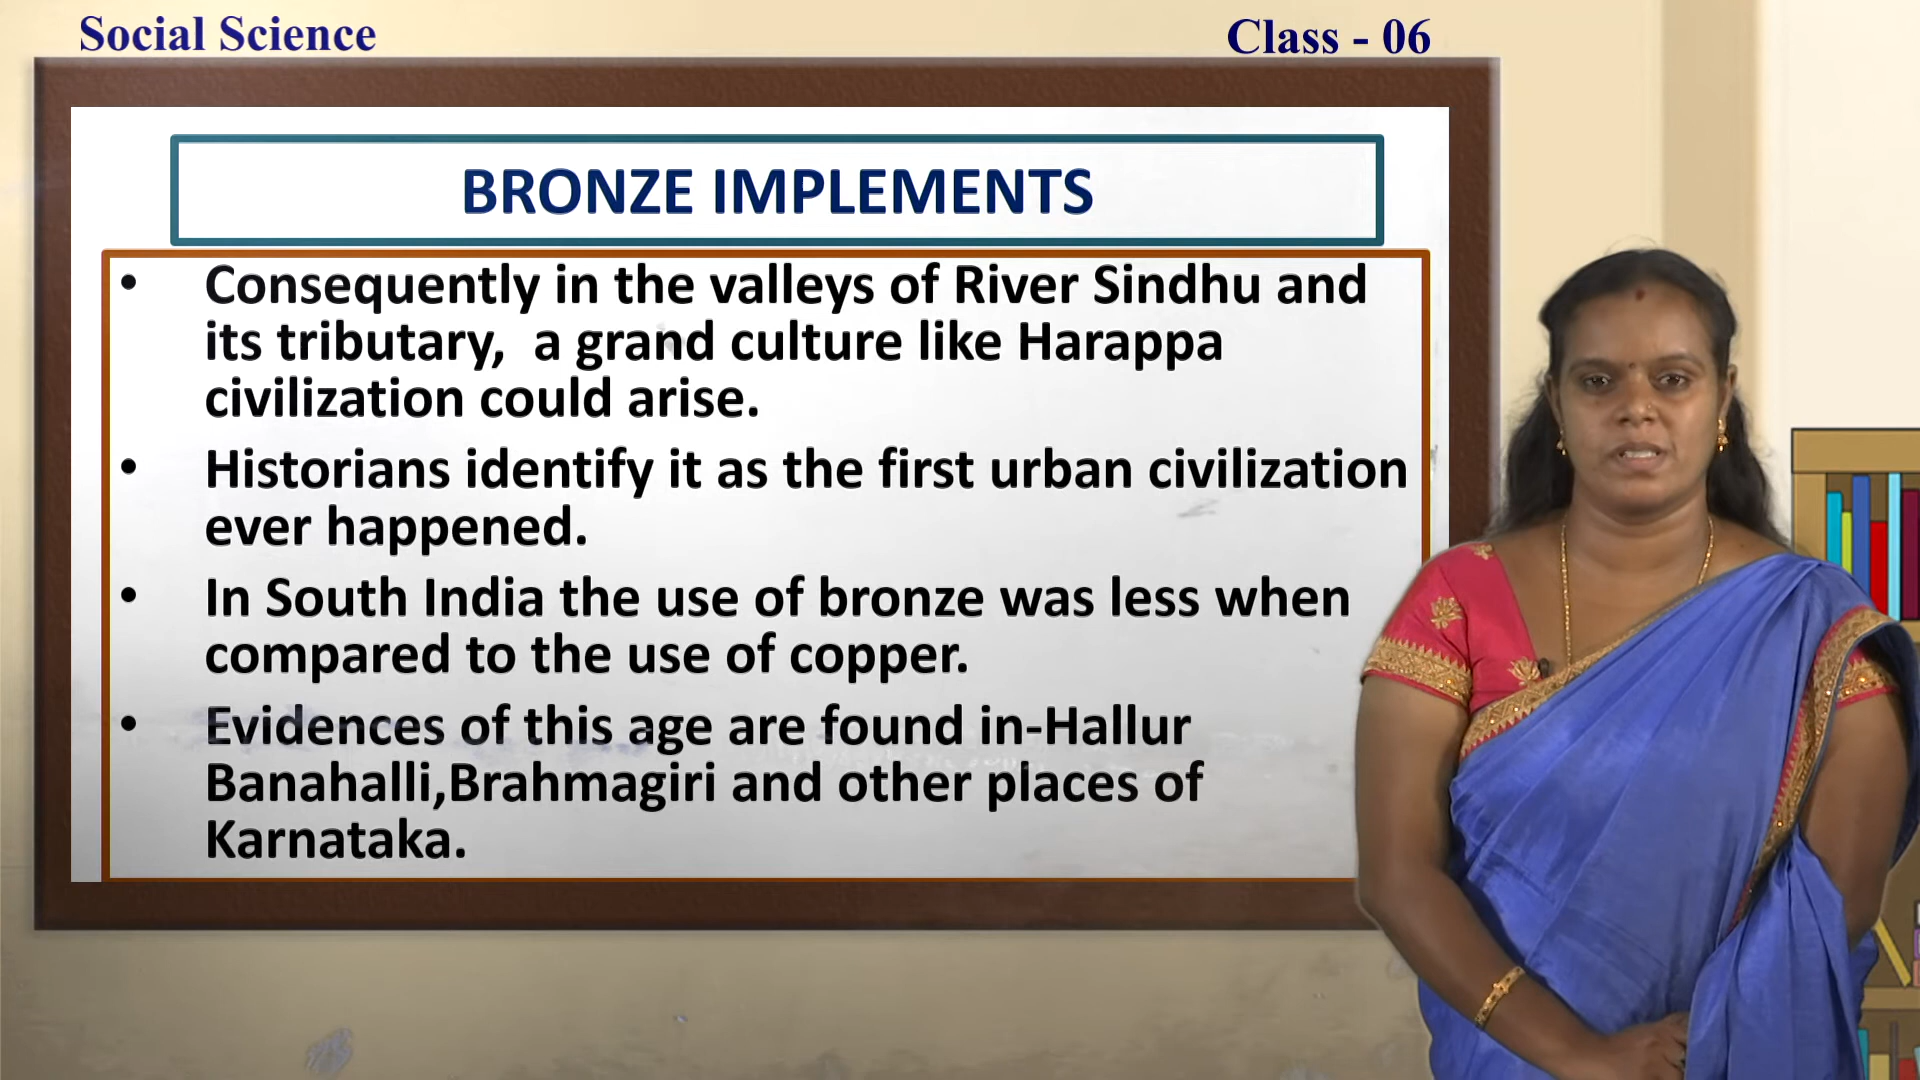 Social Science
Class - 06
BRONZE IMPLEMENTS
• Consequently in the valleys of River Sindhu and
its tributary, a grand culture like Harappa
civilization could arise.
• Historians identify it as the first urban civilization
ever happened.
• In South India the use of bronze was less when
compared to the use of copper.
• Evidences of this age are found in-Hallur
Banahalli,Brahmagiri and other places of
Karnataka.